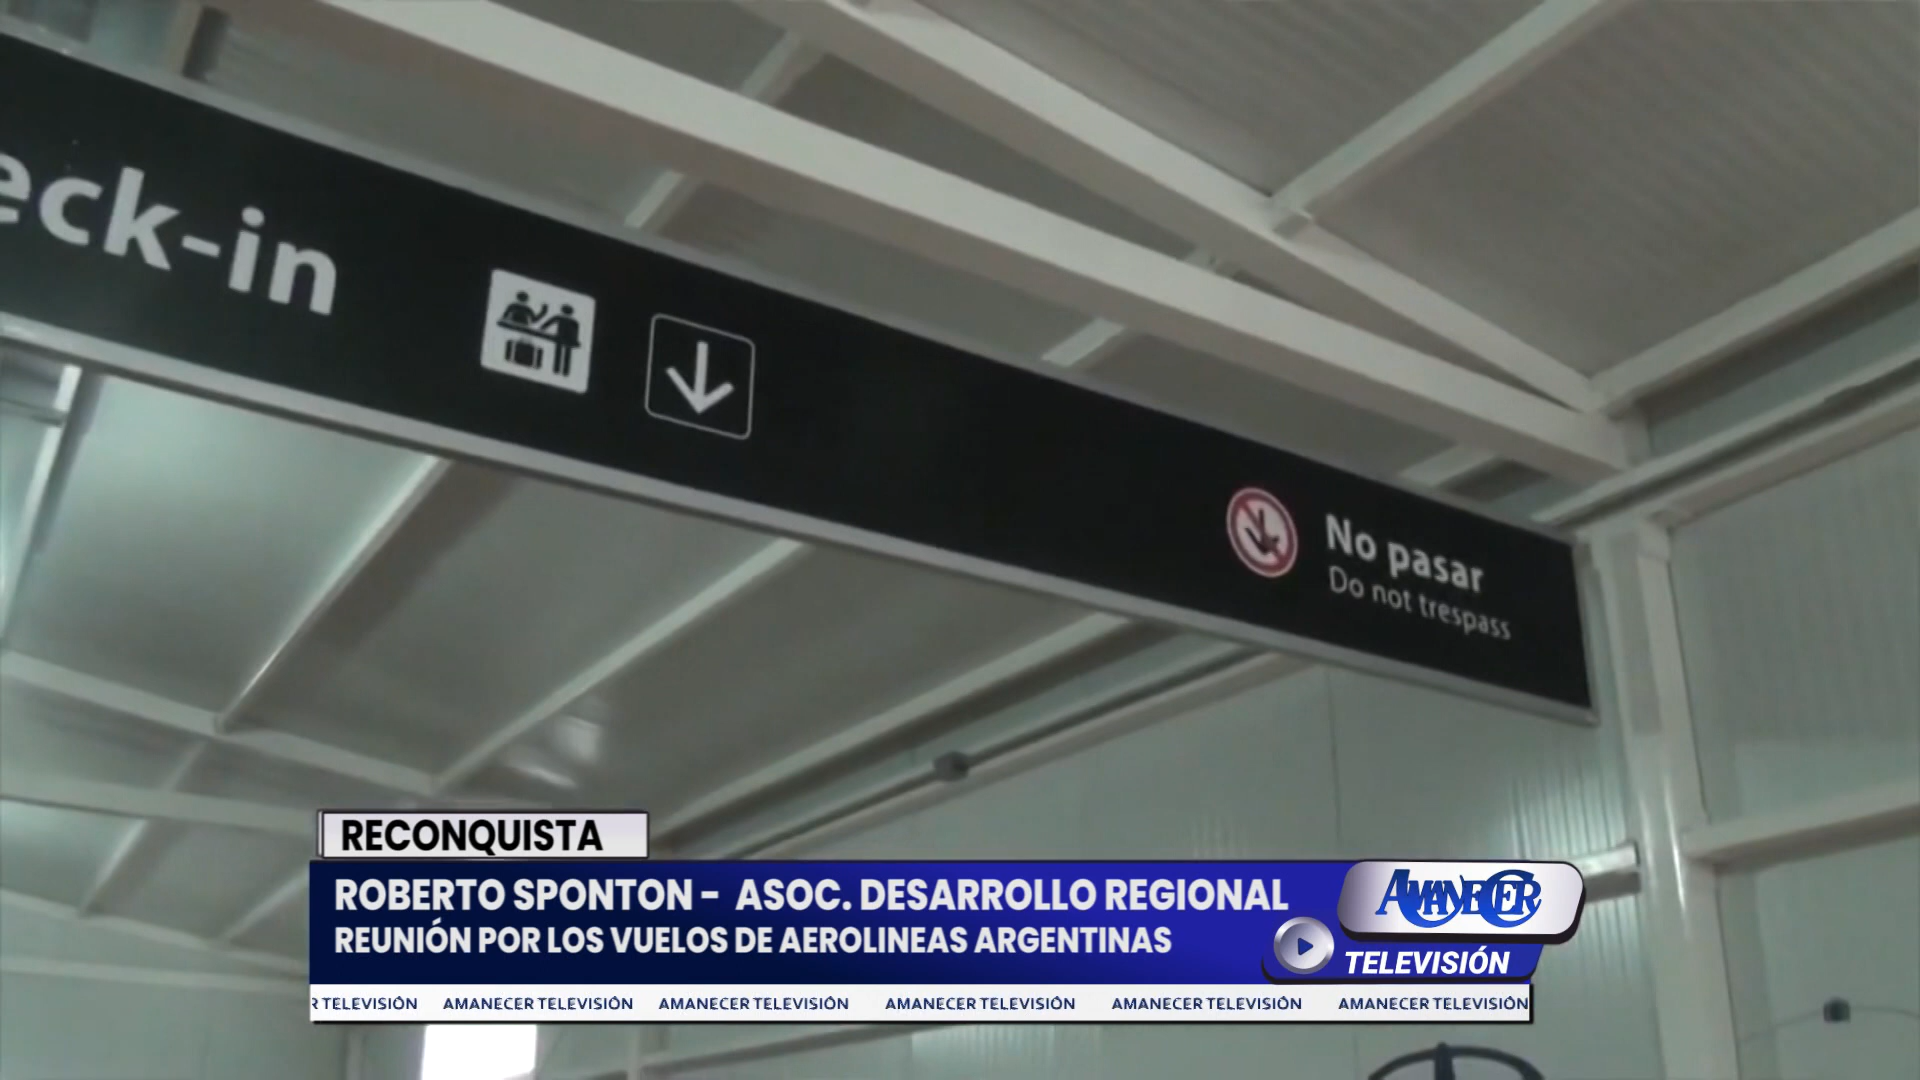 eck-in
No pasar
Do not trespass
RECONQUISTA
ROBERTO SPONTON - ASOC. DESARROLLO REGIONAL
REUNIÓN POR LOS VUELOS DE AEROLINEAS ARGENTINAS
AMANECER
TELEVISIÓN
R TELEVISIÓN AMANECER TELEVISIÓN AMANECER TELEVISIÓN AMANECER TELEVISIÓN AMANECER TELEVISIÓN AMANECER TELEVISIÓN